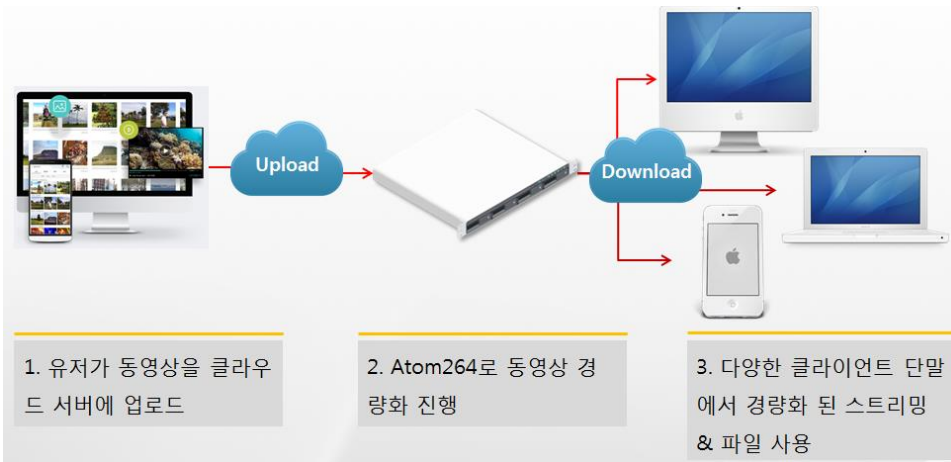 Upload
Download
1. 유저가 동영상을 클라우
드 서버에 업로드
2. Atom264로 동영상 경
량화 진행
3. 다양한 클라이언트 단말
에서 경량화 된 스트리밍
& 파일 사용